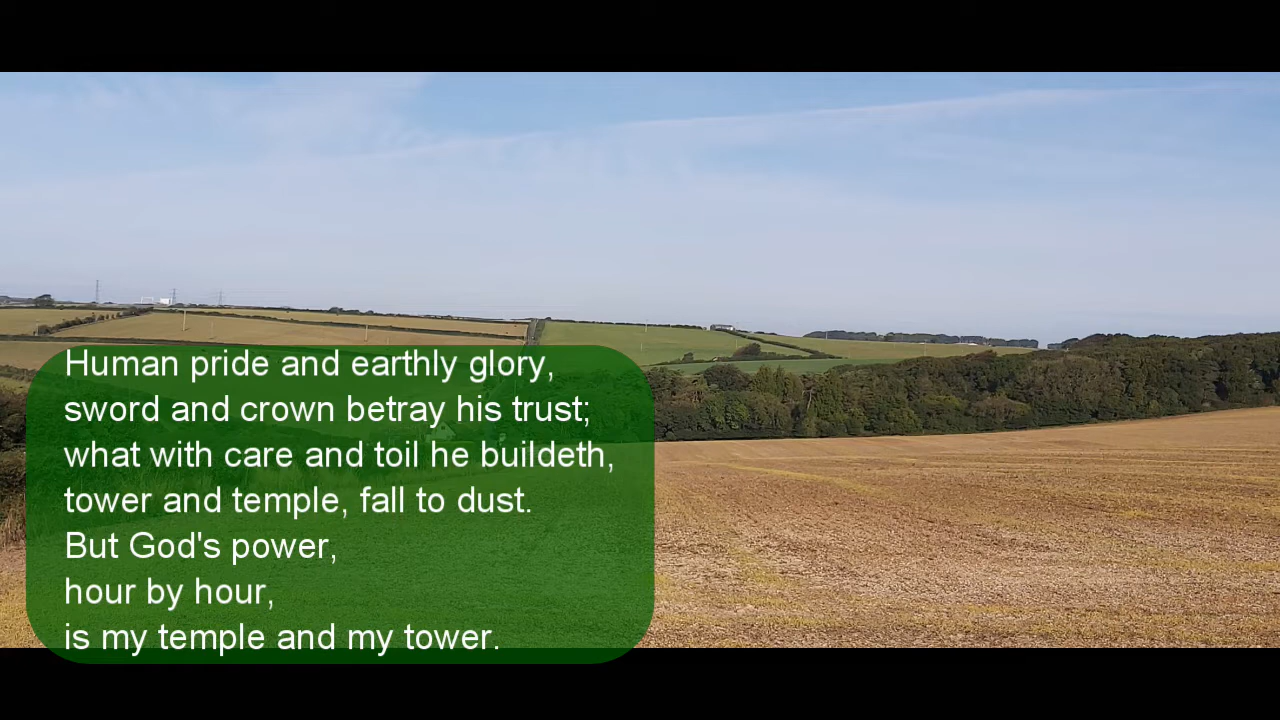 Human pride and earthly glory,
sword and crown betray his trust;
what with care and toil he buildeth,
tower and temple, fall to dust.
But God's power,
hour by hour,
is my temple and my tower.